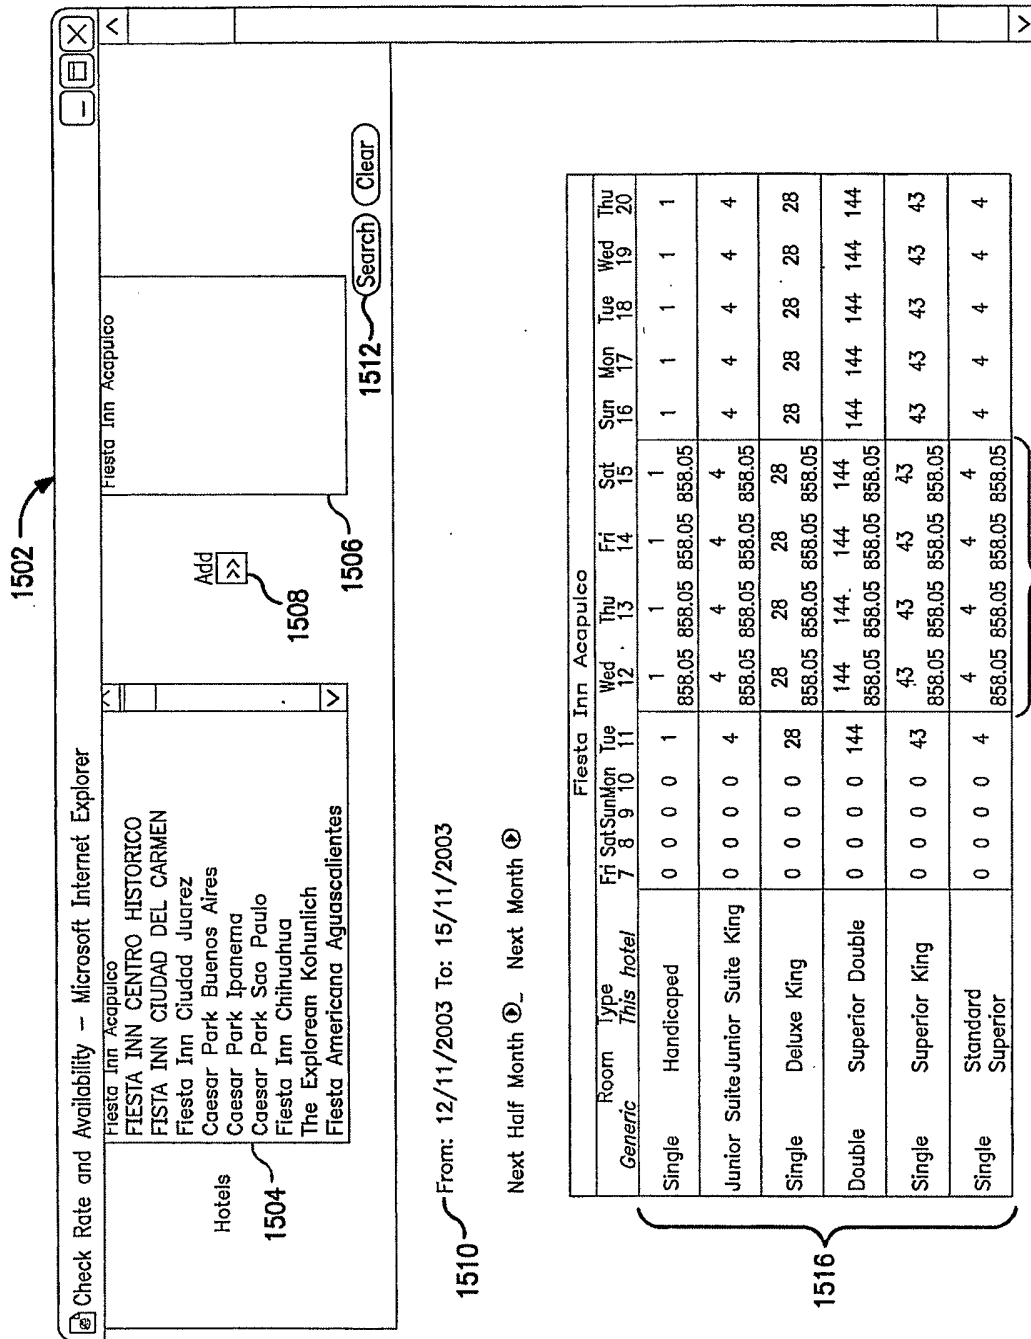 1502
Check Rate and Availability – Microsoft Internet Explorer
Hotels
1504
Fiesta Inn Acapulco
FIESTA INN CENTRO HISTORICO
FISTA INN CIUDAD DEL CARMEN
Fiesta Inn Ciudad Juarez
Caesar Park Buenos Aires
Caesar Park Ipanema
Caesar Park Sao Paulo
Fiesta Inn Chihuahua
The Explorean Kohunlich
Fiesta Americana Aguascalientes
Add
>>
1508
Fiesta Inn Acapulco
1506
1512
Search
Clear
1510
From: 12/11/2003 To: 15/11/2003
Next Half Month _ Next Month
Fiesta Inn Acapulco
Room Type Fri Sat Sun Mon Tue Wed Thu Fri Sat Sun Mon Tue Wed Thu
Generic This hotel 7 8 9 10 11 12 13 14 15 16 17 18 19 20
Single Handicaped 0 0 0 0 1 1 1 1 1 1 1 1 1 1
858.05 858.05 858.05 858.05
Junior Suite Junior Suite King 0 0 0 0 4 4 4 4 4 4 4 4 4 4
858.05 858.05 858.05 858.05
Single Deluxe King 0 0 0 0 28 28 28 28 28 28 28 28 28 28
858.05 858.05 858.05 858.05
Double Superior Double 0 0 0 0 144 144 144 144 144 144 144 144 144 144
858.05 858.05 858.05 858.05
Single Superior King 0 0 0 0 43 43 43 43 43 43 43 43 43 43
858.05 858.05 858.05 858.05
Single Standard 0 0 0 0 4 4 4 4 4 4 4 4 4 4
Superior 858.05 858.05 858.05 858.05
1516